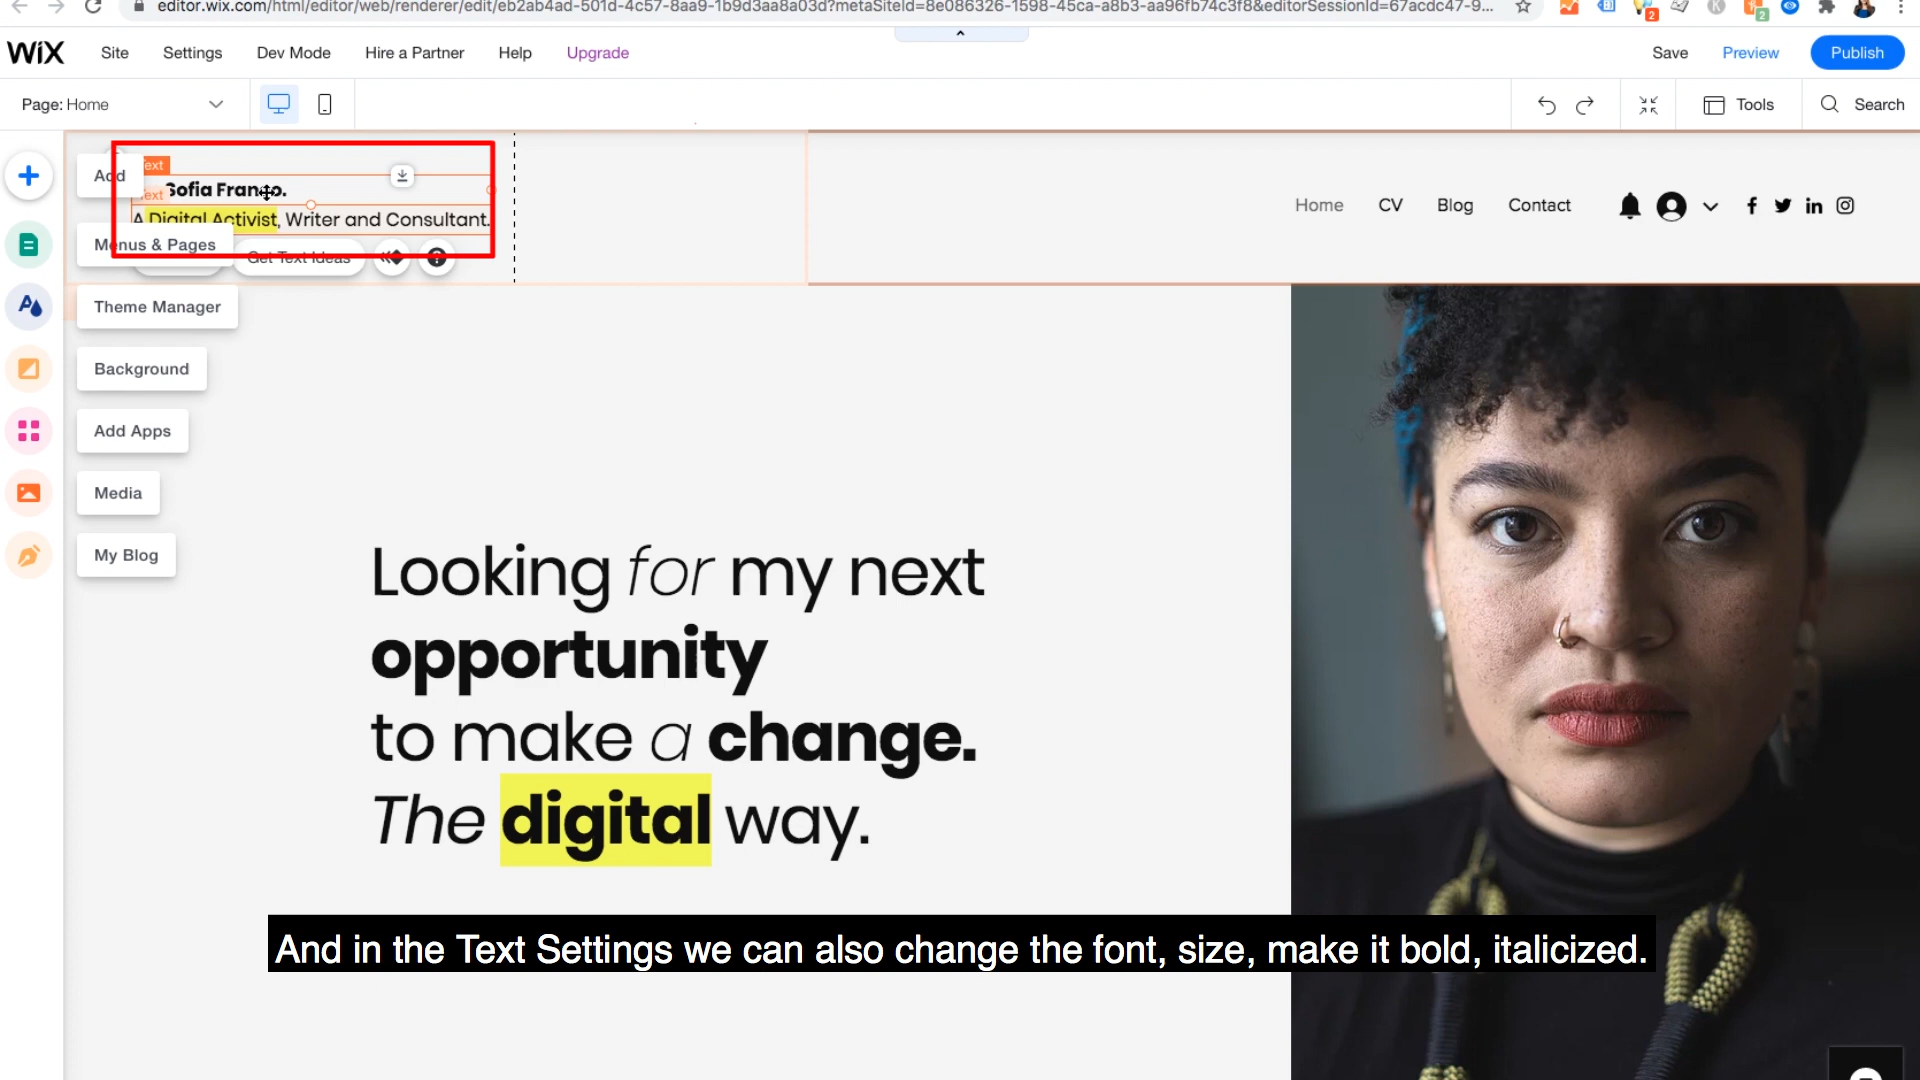 editor.wix.com/html/editor/web/renderer/edit/eb2ab4ad-501d-4c57-8aa9-1b9d3aa8a03d?metaSiteId=8e086326-1598-45ca-a8b3-aa96fb74c3f8&editorSessionId=67acdc47-9...
2
2
K
WiX Site Settings Dev Mode Hire a Partner Help Upgrade Save Preview Publish
Page: Home Tools Search
Add
Text
Sofia Franco.
Text
A Digital Activist, Writer and Consultant.
Home CV Blog Contact
Menus & Pages
Get Text Ideas
Theme Manager
Background
Add Apps
Media
My Blog
Looking for my next
opportunity
to make a change.
The digital way.
And in the Text Settings we can also change the font, size, make it bold, italicized.